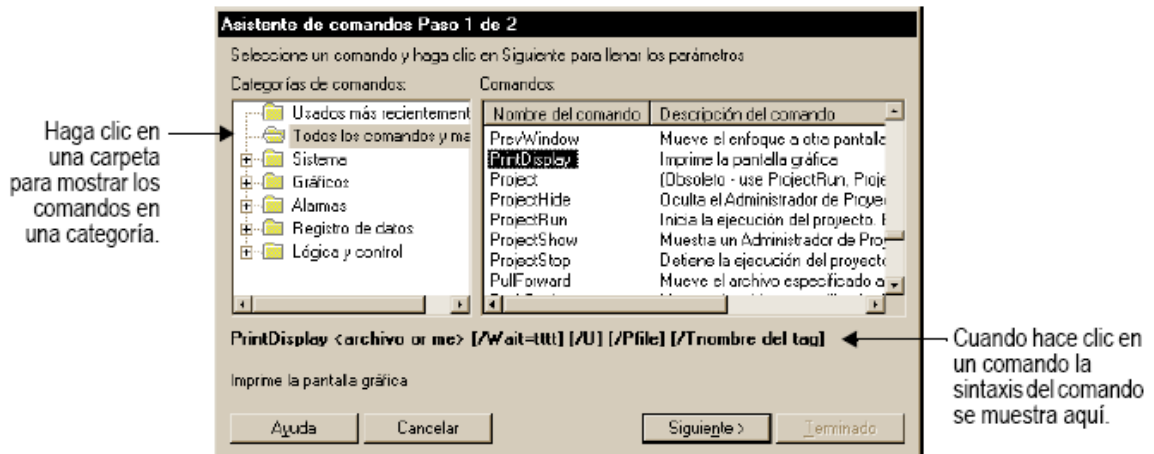 Asistente de comandos Paso 1 de 2
Seleccione un comando y haga clic en Siguiente para llenar los parámetros
Categorías de comandos:
Comandos:
Usados más recientement
Todos los comandos y ma
Sistema
Gráficos
Alarmas
Registro de datos
Lógica y control
Nombre del comando Descripción del comando
PrevWindow Mueve el enfoque a otra pantalla
PrintDisplay Imprime la pantalla gráfica
Project (Obsoleto - use ProjectRun, Proje
ProjectHide Oculta el Administrador de Proyec
ProjectRun Inicia la ejecución del proyecto.
ProjectShow Muestra un Administrador de Proy
ProjectStop Detiene la ejecución del proyecto
PullForward Mueve el archivo especificado a
PrintDisplay <archivo or me> [/Wait=tttt] [/U] [/Pfile] [/Tnombre del tag]
Imprime la pantalla gráfica
Ayuda
Cancelar
Siguiente >
Terminado
Haga clic en
una carpeta
para mostrar los
comandos en
una categoría.
Cuando hace clic en
un comando la
sintaxis del comando
se muestra aquí.